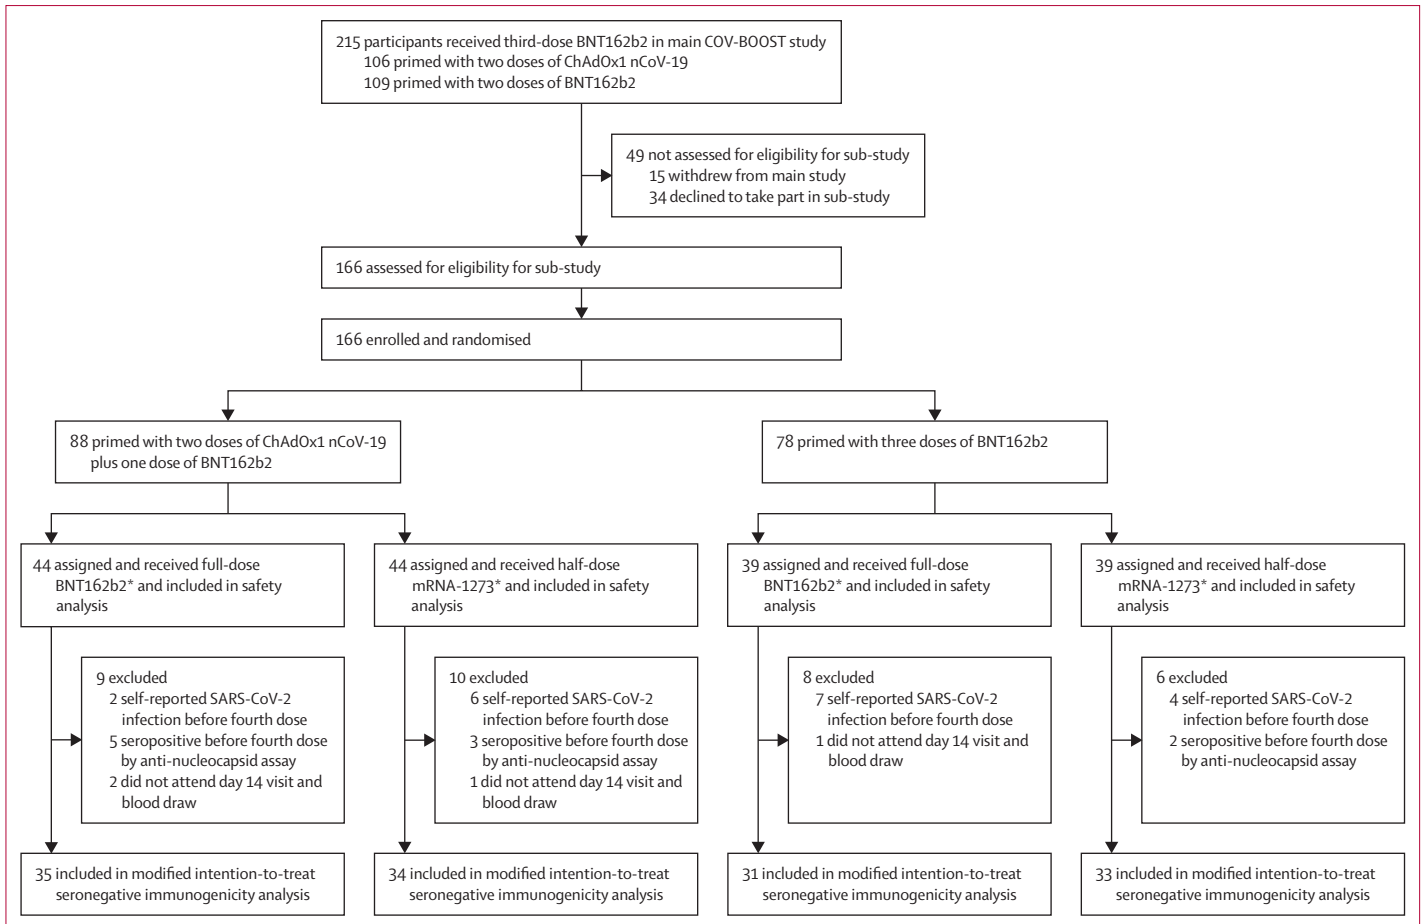 215 participants received third-dose BNT162b2 in main COV-BOOST study
106 primed with two doses of ChAdOx1 nCoV-19
109 primed with two doses of BNT162b2
49 not assessed for eligibility for sub-study
15 withdrew from main study
34 declined to take part in sub-study
166 assessed for eligibility for sub-study
166 enrolled and randomised
88 primed with two doses of ChAdOx1 nCoV-19
plus one dose of BNT162b2
78 primed with three doses of BNT162b2
44 assigned and received full-dose
BNT162b2* and included in safety
analysis
44 assigned and received half-dose
mRNA-1273* and included in safety
analysis
39 assigned and received full-dose
BNT162b2* and included in safety
analysis
39 assigned and received half-dose
mRNA-1273* and included in safety
analysis
9 excluded
2 self-reported SARS-CoV-2
infection before fourth dose
5 seropositive before fourth dose
by anti-nucleocapsid assay
2 did not attend day 14 visit and
blood draw
10 excluded
6 self-reported SARS-CoV-2
infection before fourth dose
3 seropositive before fourth dose
by anti-nucleocapsid assay
1 did not attend day 14 visit and
blood draw
8 excluded
7 self-reported SARS-CoV-2
infection before fourth dose
1 did not attend day 14 visit and
blood draw
6 excluded
4 self-reported SARS-CoV-2
infection before fourth dose
2 seropositive before fourth dose
by anti-nucleocapsid assay
35 included in modified intention-to-treat
seronegative immunogenicity analysis
34 included in modified intention-to-treat
seronegative immunogenicity analysis
31 included in modified intention-to-treat
seronegative immunogenicity analysis
33 included in modified intention-to-treat
seronegative immunogenicity analysis